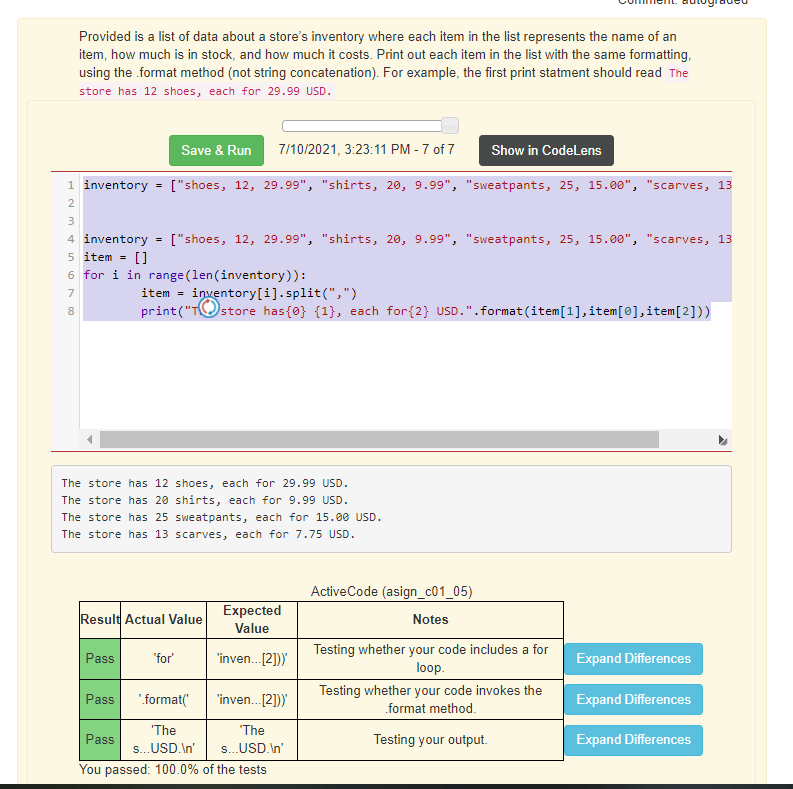 Comment: autograded
Provided is a list of data about a store's inventory where each item in the list represents the name of an
item, how much is in stock, and how much it costs. Print out each item in the list with the same formatting,
using the .format method (not string concatenation). For example, the first print statment should read The
store has 12 shoes, each for 29.99 USD.
Save & Run 7/10/2021, 3:23:11 PM - 7 of 7 Show in CodeLens
1 inventory = ["shoes, 12, 29.99", "shirts, 20, 9.99", "sweatpants, 25, 15.00", "scarves, 13
2
3
4 inventory = ["shoes, 12, 29.99", "shirts, 20, 9.99", "sweatpants, 25, 15.00", "scarves, 13
5 item = []
6 for i in range(len(inventory)):
7 item = inventory[i].split(",")
8 print("T store has{0} {1}, each for{2} USD.".format(item[1],item[0],item[2]))
The store has 12 shoes, each for 29.99 USD.
The store has 20 shirts, each for 9.99 USD.
The store has 25 sweatpants, each for 15.00 USD.
The store has 13 scarves, each for 7.75 USD.
ActiveCode (asign_c01_05)
Result Actual Value Expected Value Notes
Pass 'for' 'inven...[2]))' Testing whether your code includes a for loop. Expand Differences
Pass '.format(' 'inven...[2]))' Testing whether your code invokes the .format method. Expand Differences
Pass 'The s...USD.\n' 'The s...USD.\n' Testing your output. Expand Differences
You passed: 100.0% of the tests